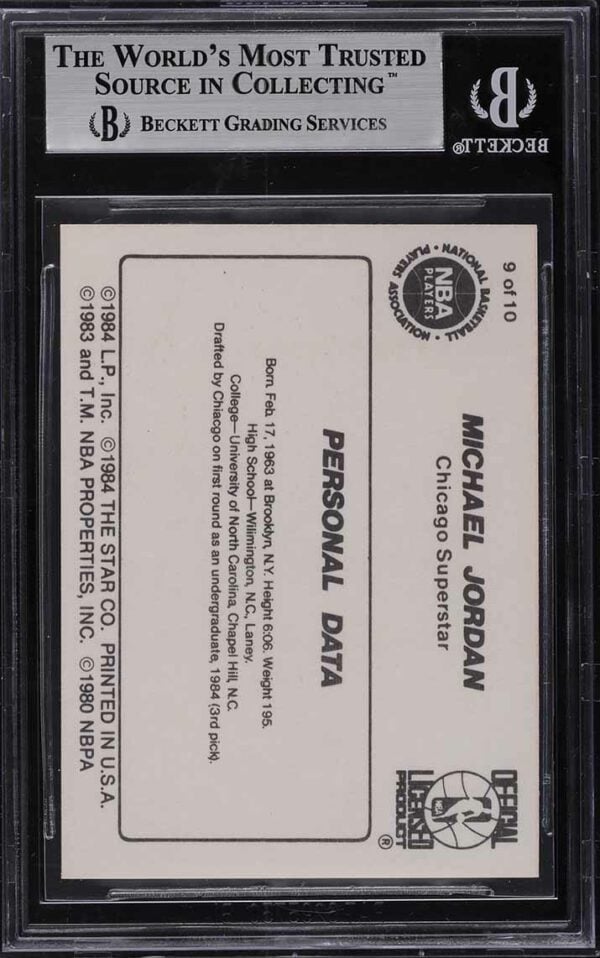 THE WORLD'S MOST TRUSTED
SOURCE IN COLLECTING™
BECKETT GRADING SERVICES
B
B
BECKETT®
9 of 10
NATIONAL BASKETBALL PLAYERS ASSOCIATION
NBA
PLAYERS
MICHAEL JORDAN
Chicago Superstar
OFFICIAL
NBA
LICENSED
PRODUCT
®
PERSONAL DATA
Born Feb. 17, 1963 at Brooklyn, N.Y. Height 6:06. Weight 195.
High School—Wilimington, N.C., Laney.
College—University of North Carolina, Chapel Hill, N.C.
Drafted by Chiacgo on first round as an undergraduate, 1984 (3rd pick).
©1984 L.P., Inc. ©1984 THE STAR CO. PRINTED IN U.S.A.
©1983 and T.M. NBA PROPERTIES, INC. ©1980 NBPA